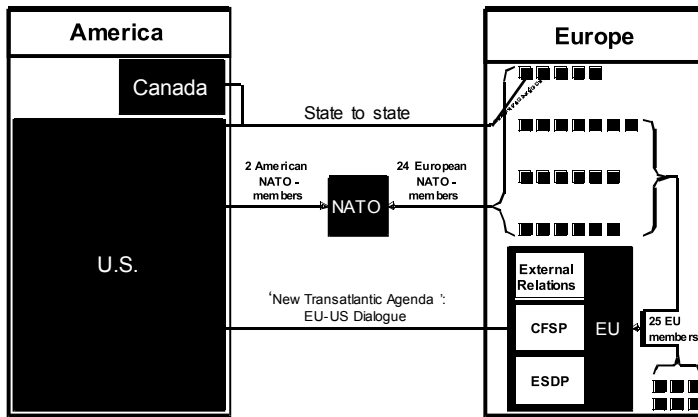 America
Europe
Canada
State to state
2 American
NATO -
members
24 European
NATO -
members
NATO
U.S.
External
Relations
'New Transatlantic Agenda ':
EU-US Dialogue
CFSP
EU
25 EU
members
ESDP